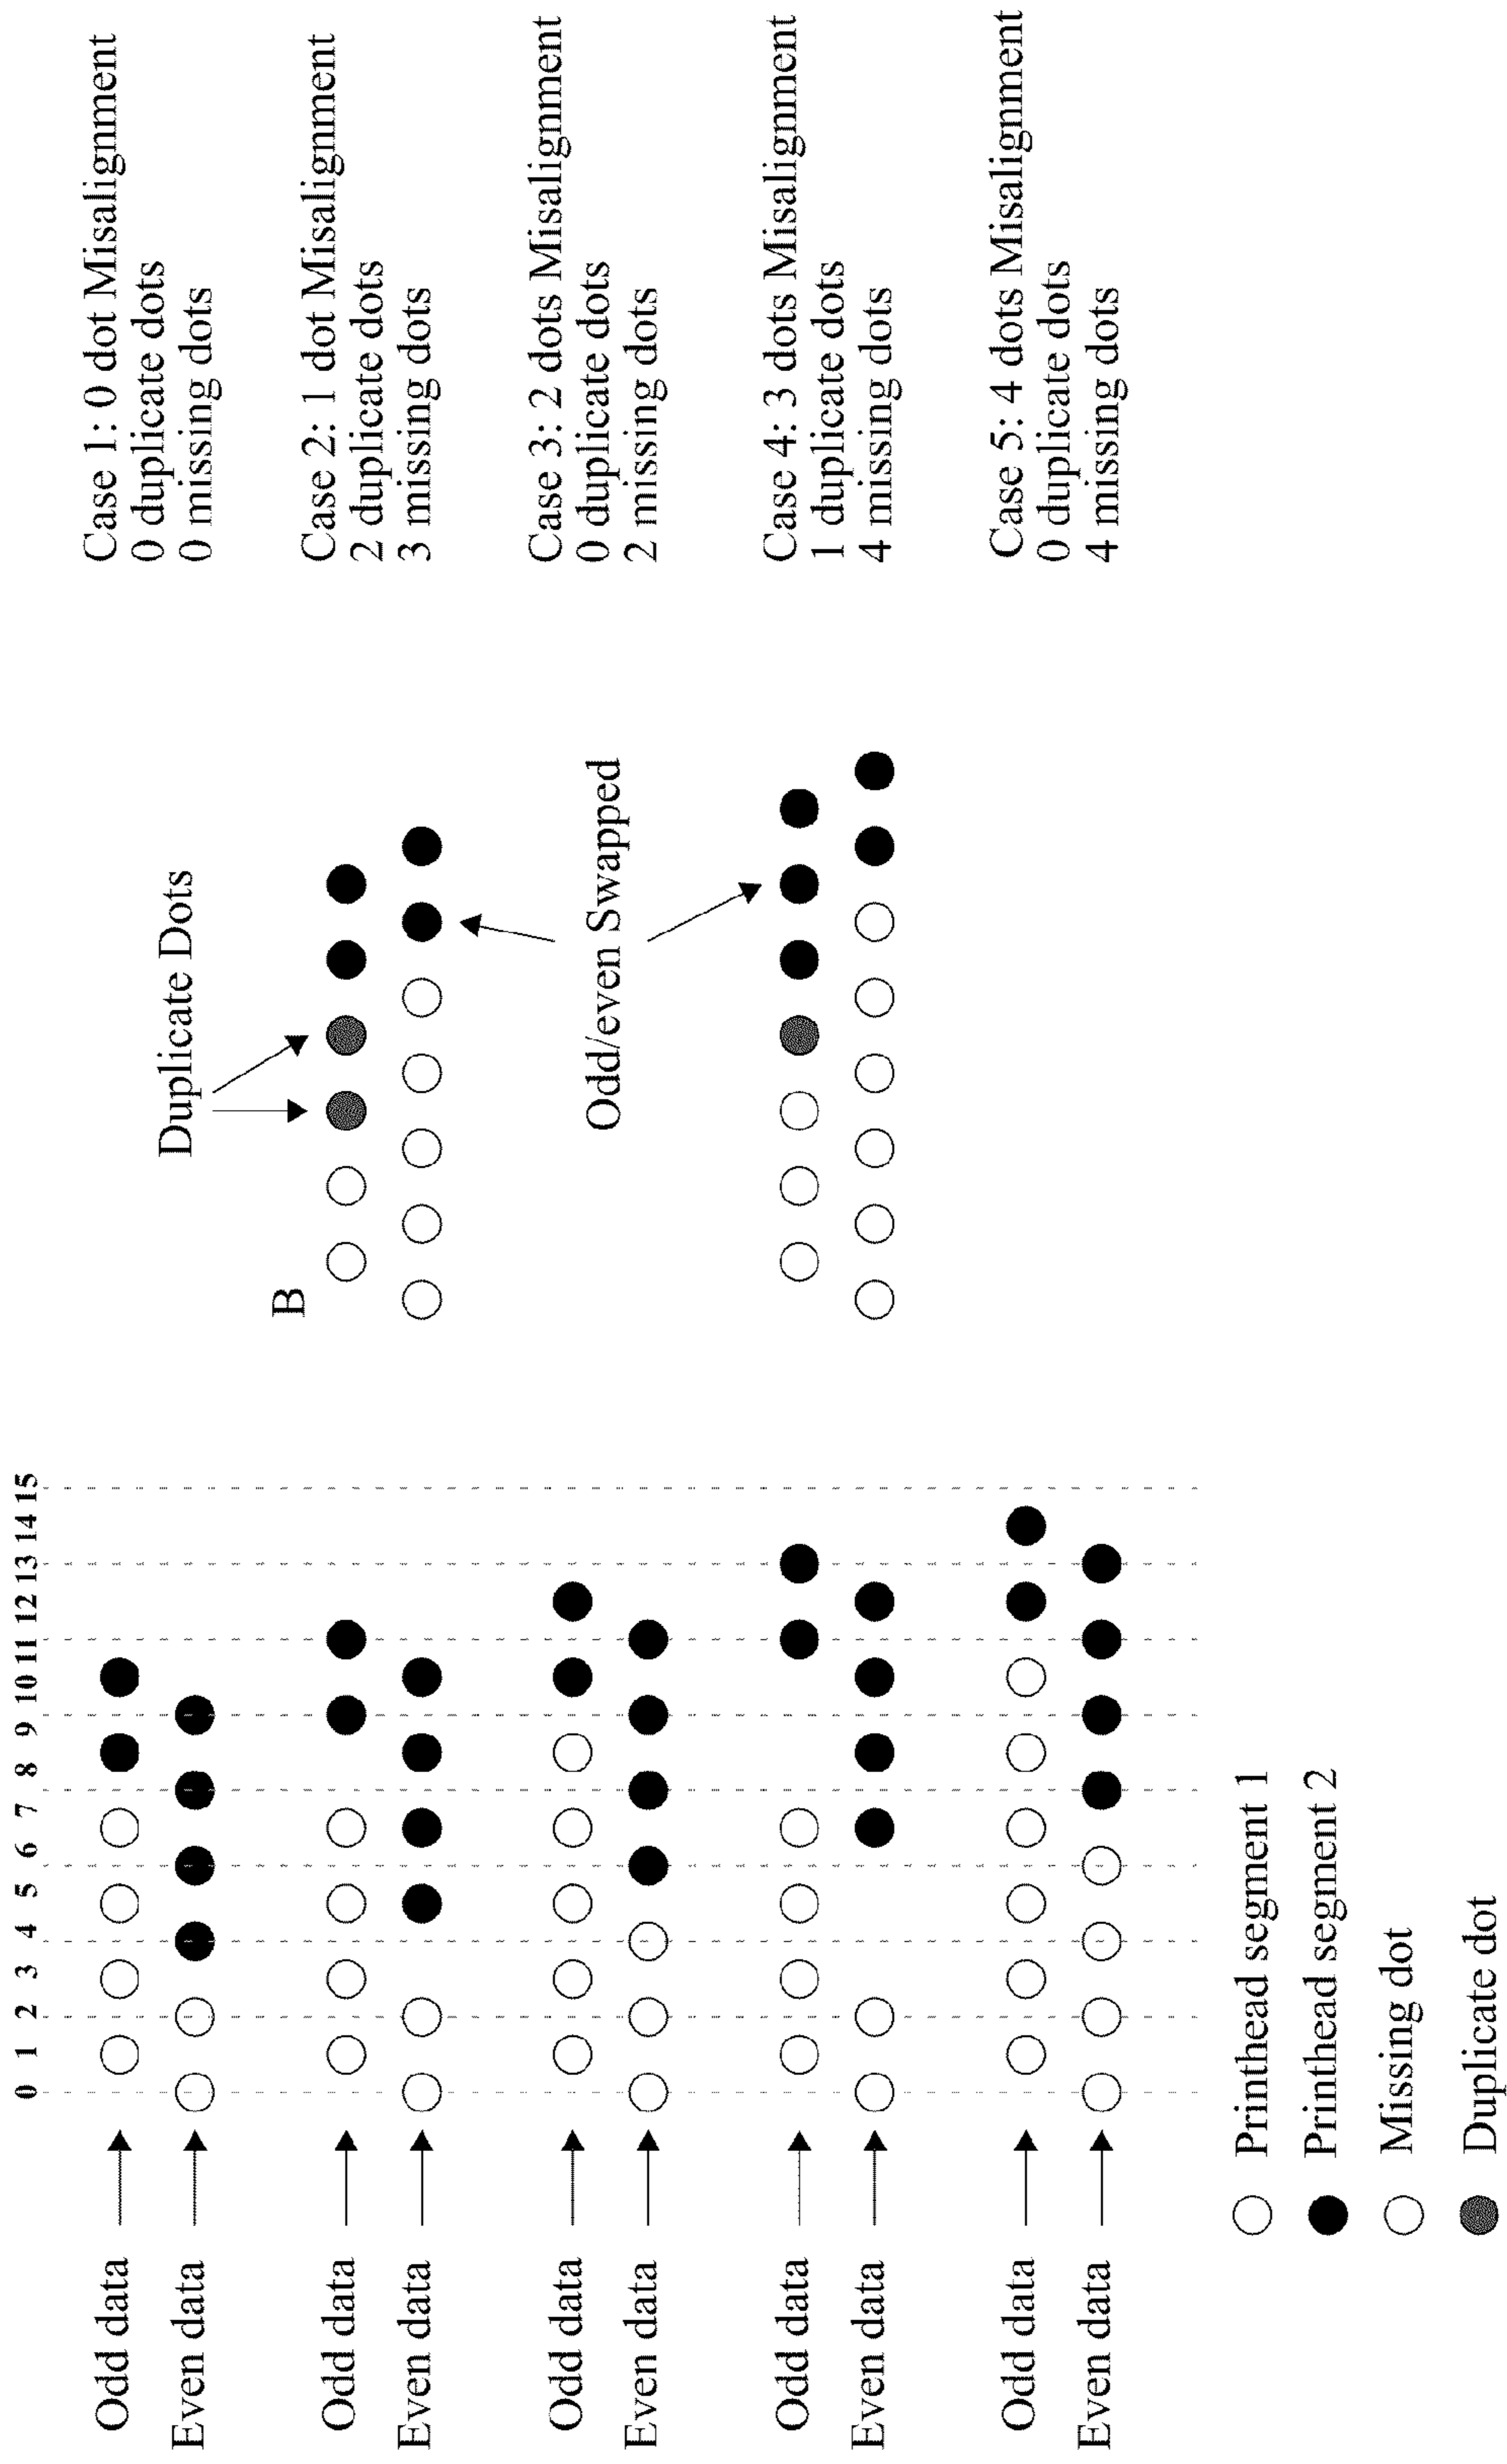 0 1 2 3 4 5 6 7 8 9 10 11 12 13 14 15
Odd data
Even data
Case 1: 0 dot Misalignment
0 duplicate dots
0 missing dots
Duplicate Dots
B
Odd data
Even data
Case 2: 1 dot Misalignment
2 duplicate dots
3 missing dots
Odd data
Even data
Odd/even Swapped
Case 3: 2 dots Misalignment
0 duplicate dots
2 missing dots
Odd data
Even data
Case 4: 3 dots Misalignment
1 duplicate dots
4 missing dots
Odd data
Even data
Case 5: 4 dots Misalignment
0 duplicate dots
4 missing dots
Printhead segment 1
Printhead segment 2
Missing dot
Duplicate dot